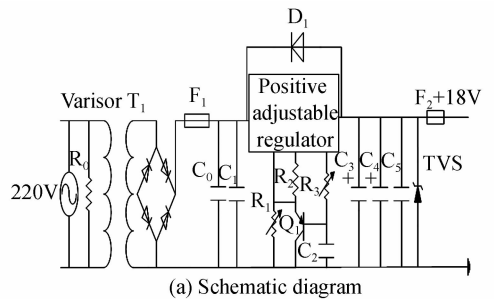 D1
Positive
adjustable
regulator
Varisor T1
F1
F2+18V
R0
220V
C0
C1
R1
R2
R3
Q1
C2
C3
+
C4
+
C5
TVS
(a) Schematic diagram